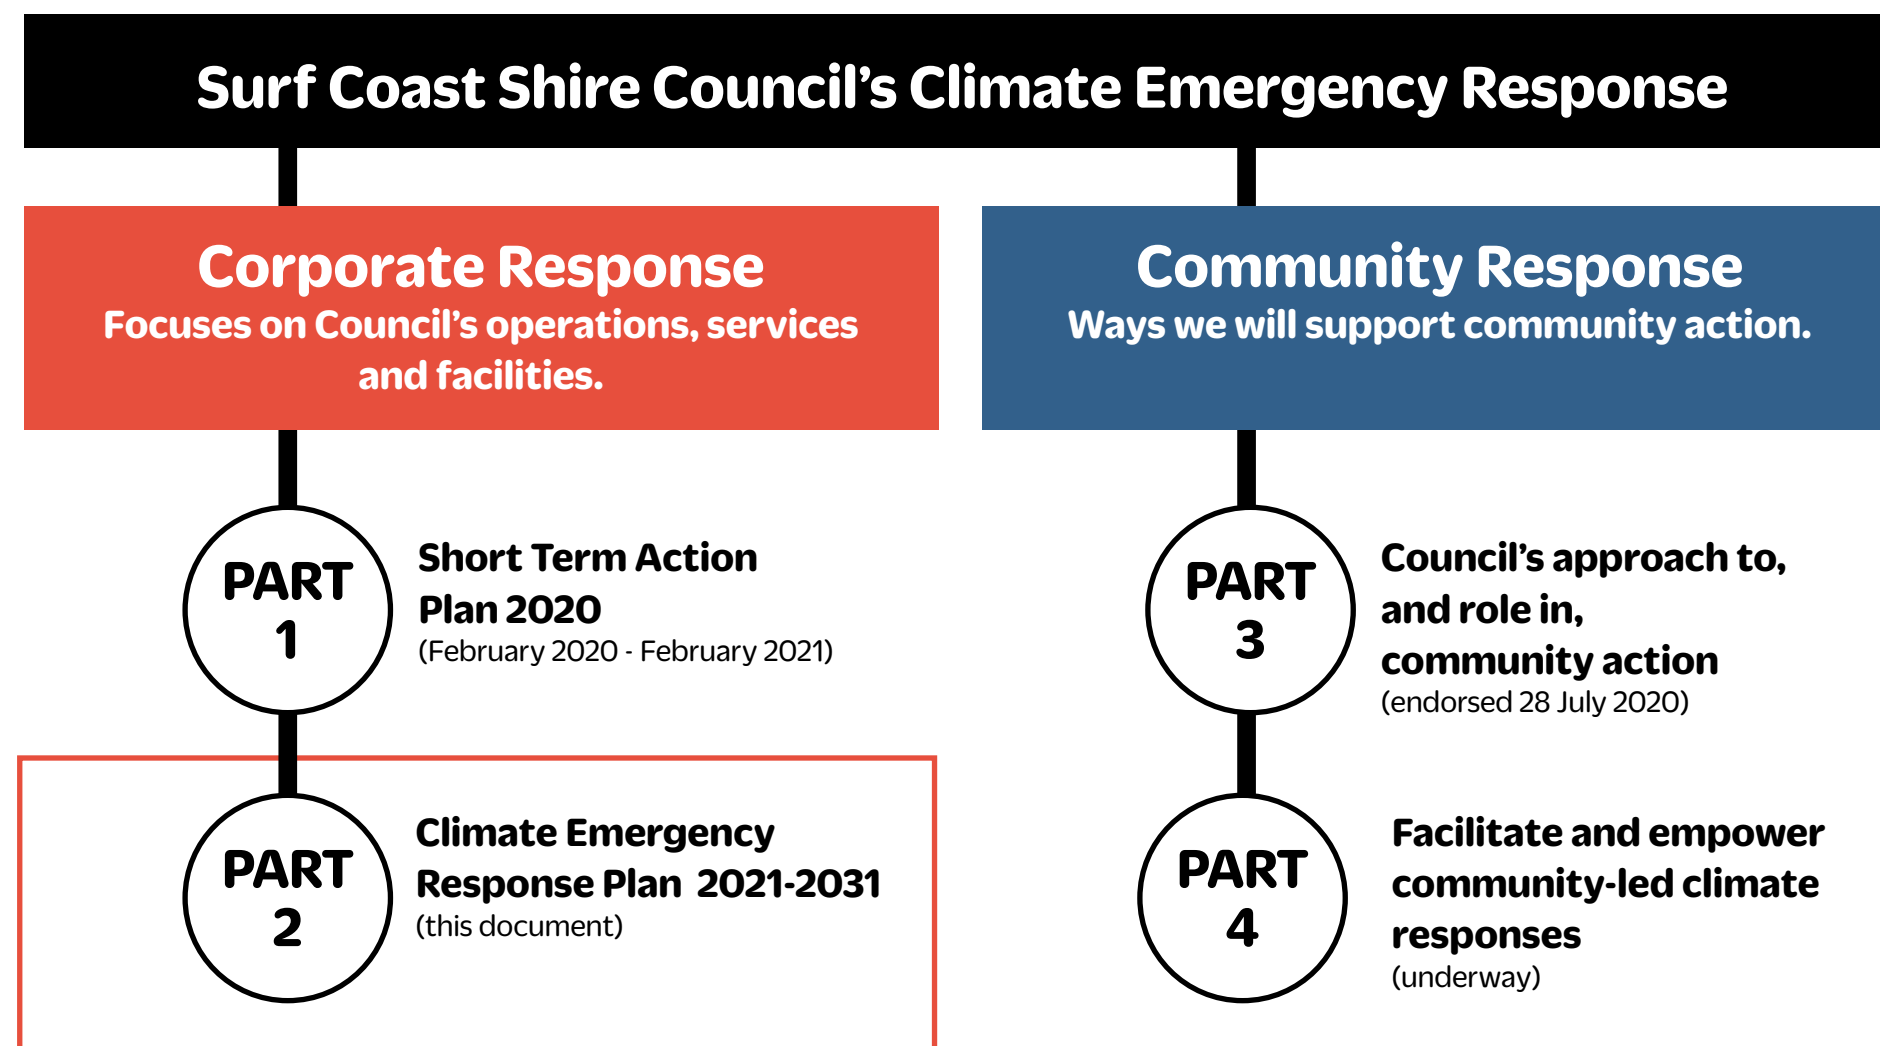 Surf Coast Shire Council’s Climate Emergency Response
Corporate Response
Focuses on Council’s operations, services
and facilities.
PART
1
Short Term Action
Plan 2020
(February 2020 - February 2021)
PART
2
Climate Emergency
Response Plan 2021-2031
(this document)
Community Response
Ways we will support community action.
PART
3
Council’s approach to,
and role in,
community action
(endorsed 28 July 2020)
PART
4
Facilitate and empower
community-led climate
responses
(underway)